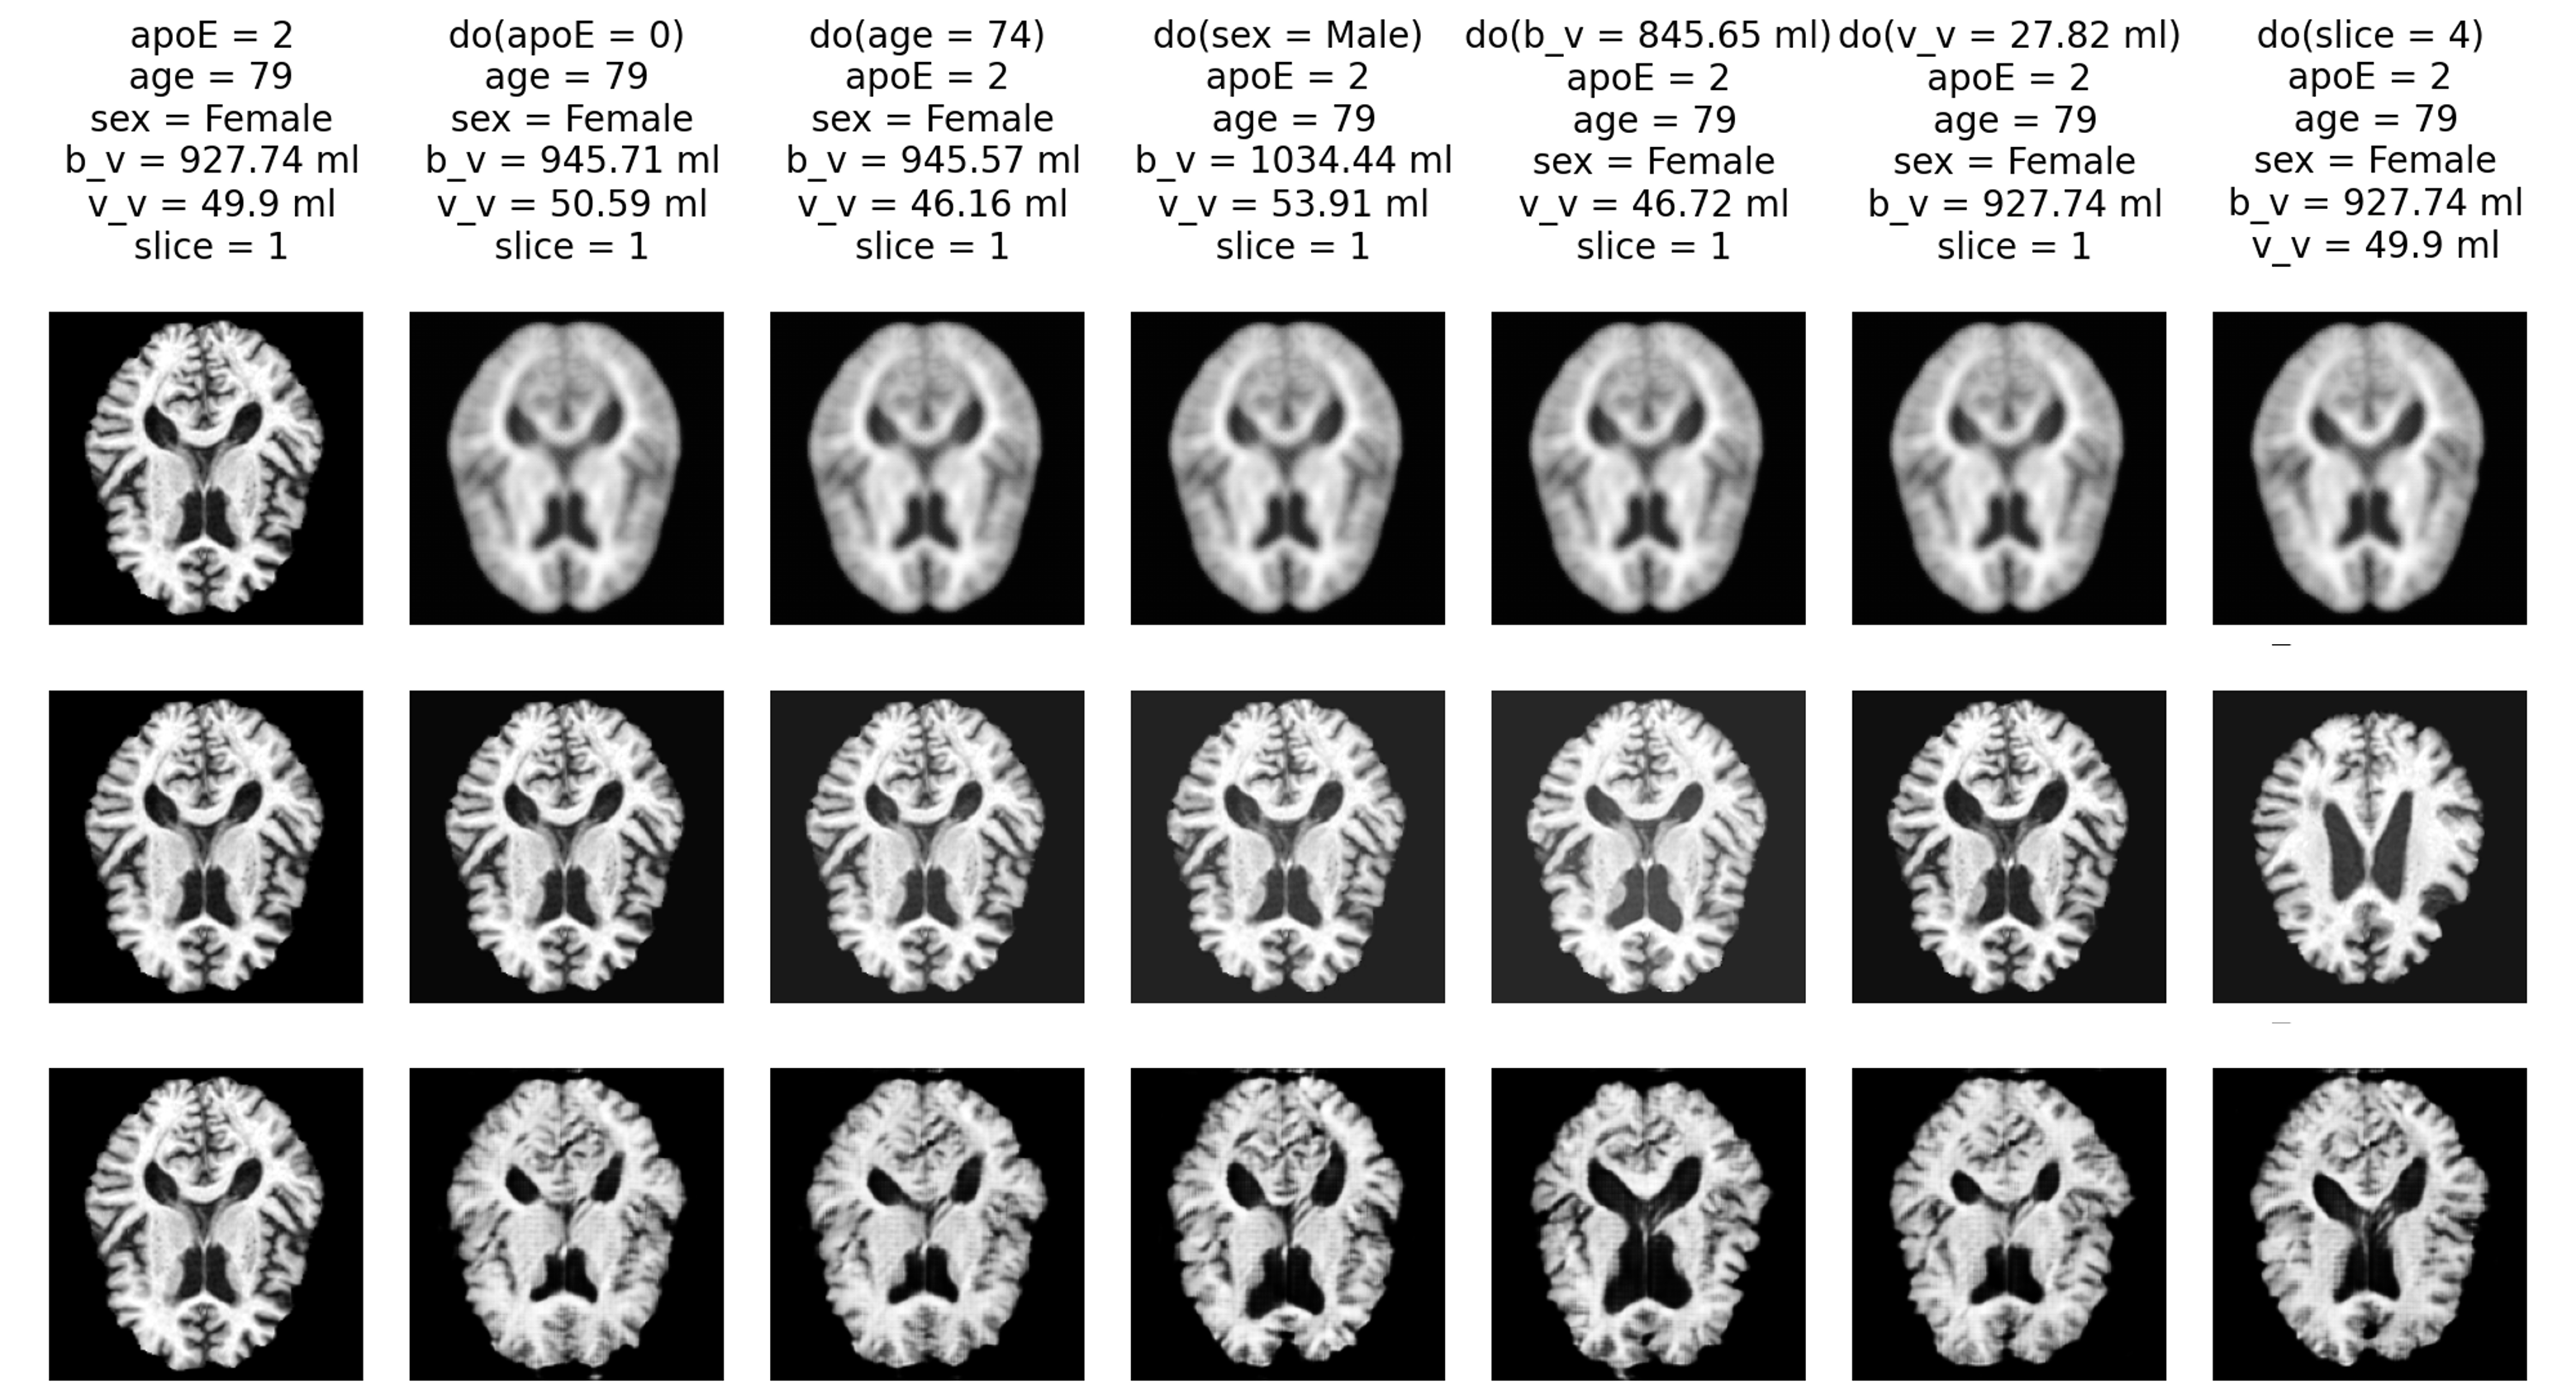 apoE = 2
age = 79
sex = Female
b_v = 927.74 ml
v_v = 49.9 ml
slice = 1
do(apoE = 0)
age = 79
sex = Female
b_v = 945.71 ml
v_v = 50.59 ml
slice = 1
do(age = 74)
apoE = 2
sex = Female
b_v = 945.57 ml
v_v = 46.16 ml
slice = 1
do(sex = Male)
apoE = 2
age = 79
b_v = 1034.44 ml
v_v = 53.91 ml
slice = 1
do(b_v = 845.65 ml)
apoE = 2
age = 79
sex = Female
v_v = 46.72 ml
slice = 1
do(v_v = 27.82 ml)
apoE = 2
age = 79
sex = Female
b_v = 927.74 ml
slice = 1
do(slice = 4)
apoE = 2
age = 79
sex = Female
b_v = 927.74 ml
v_v = 49.9 ml